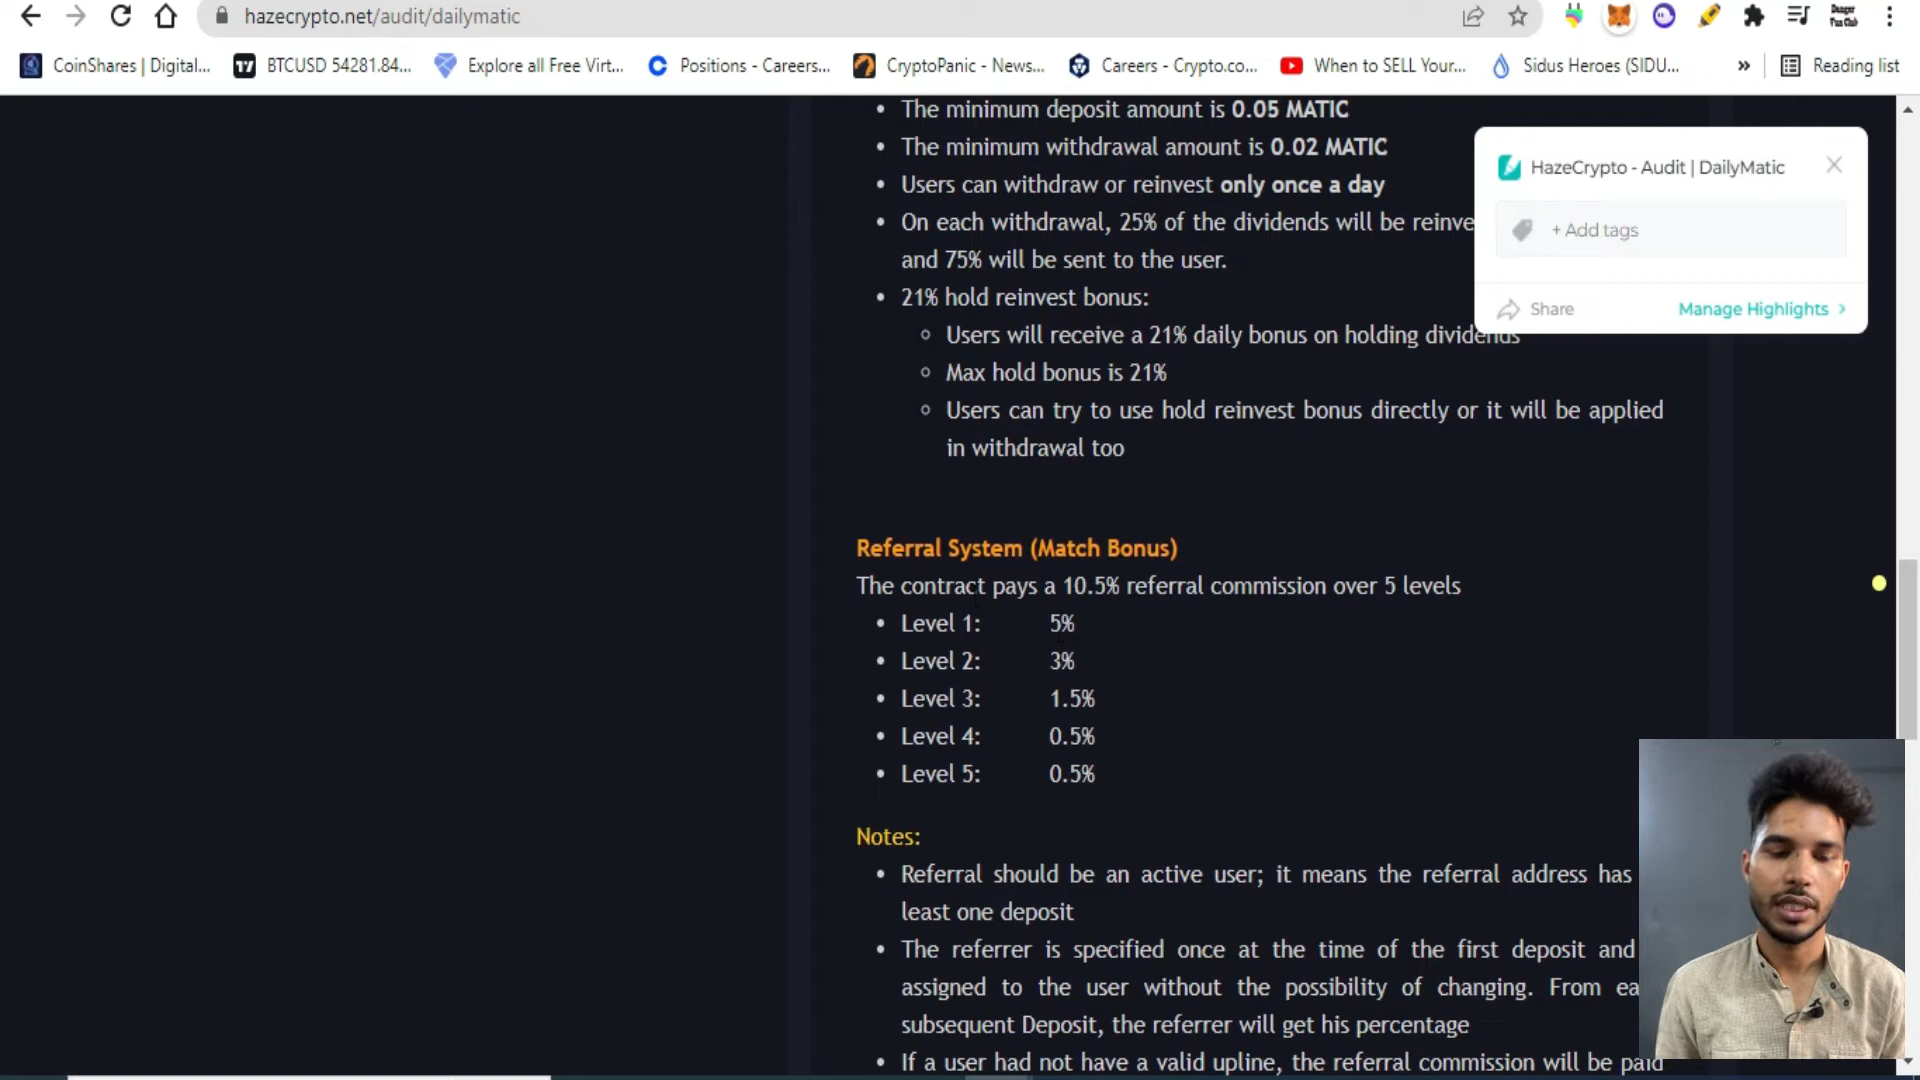 hazecrypto.net/audit/dailymatic
CoinShares | Digital...
BTCUSD 54281.84...
Explore all Free Virt...
Positions - Careers...
CryptoPanic - News...
Careers - Crypto.co...
When to SELL Your...
Sidus Heroes (SIDU...
»
Reading list
The minimum deposit amount is 0.05 MATIC
The minimum withdrawal amount is 0.02 MATIC
Users can withdraw or reinvest only once a day
On each withdrawal, 25% of the dividends will be reinve
and 75% will be sent to the user.
21% hold reinvest bonus:
Users will receive a 21% daily bonus on holding dividends
Max hold bonus is 21%
Users can try to use hold reinvest bonus directly or it will be applied
in withdrawal too
HazeCrypto - Audit | DailyMatic
+ Add tags
Share
Manage Highlights
Referral System (Match Bonus)
The contract pays a 10.5% referral commission over 5 levels
Level 1: 5%
Level 2: 3%
Level 3: 1.5%
Level 4: 0.5%
Level 5: 0.5%
Notes:
Referral should be an active user; it means the referral address has
least one deposit
The referrer is specified once at the time of the first deposit and
assigned to the user without the possibility of changing. From ea
subsequent Deposit, the referrer will get his percentage
If a user had not have a valid upline, the referral commission will be paid